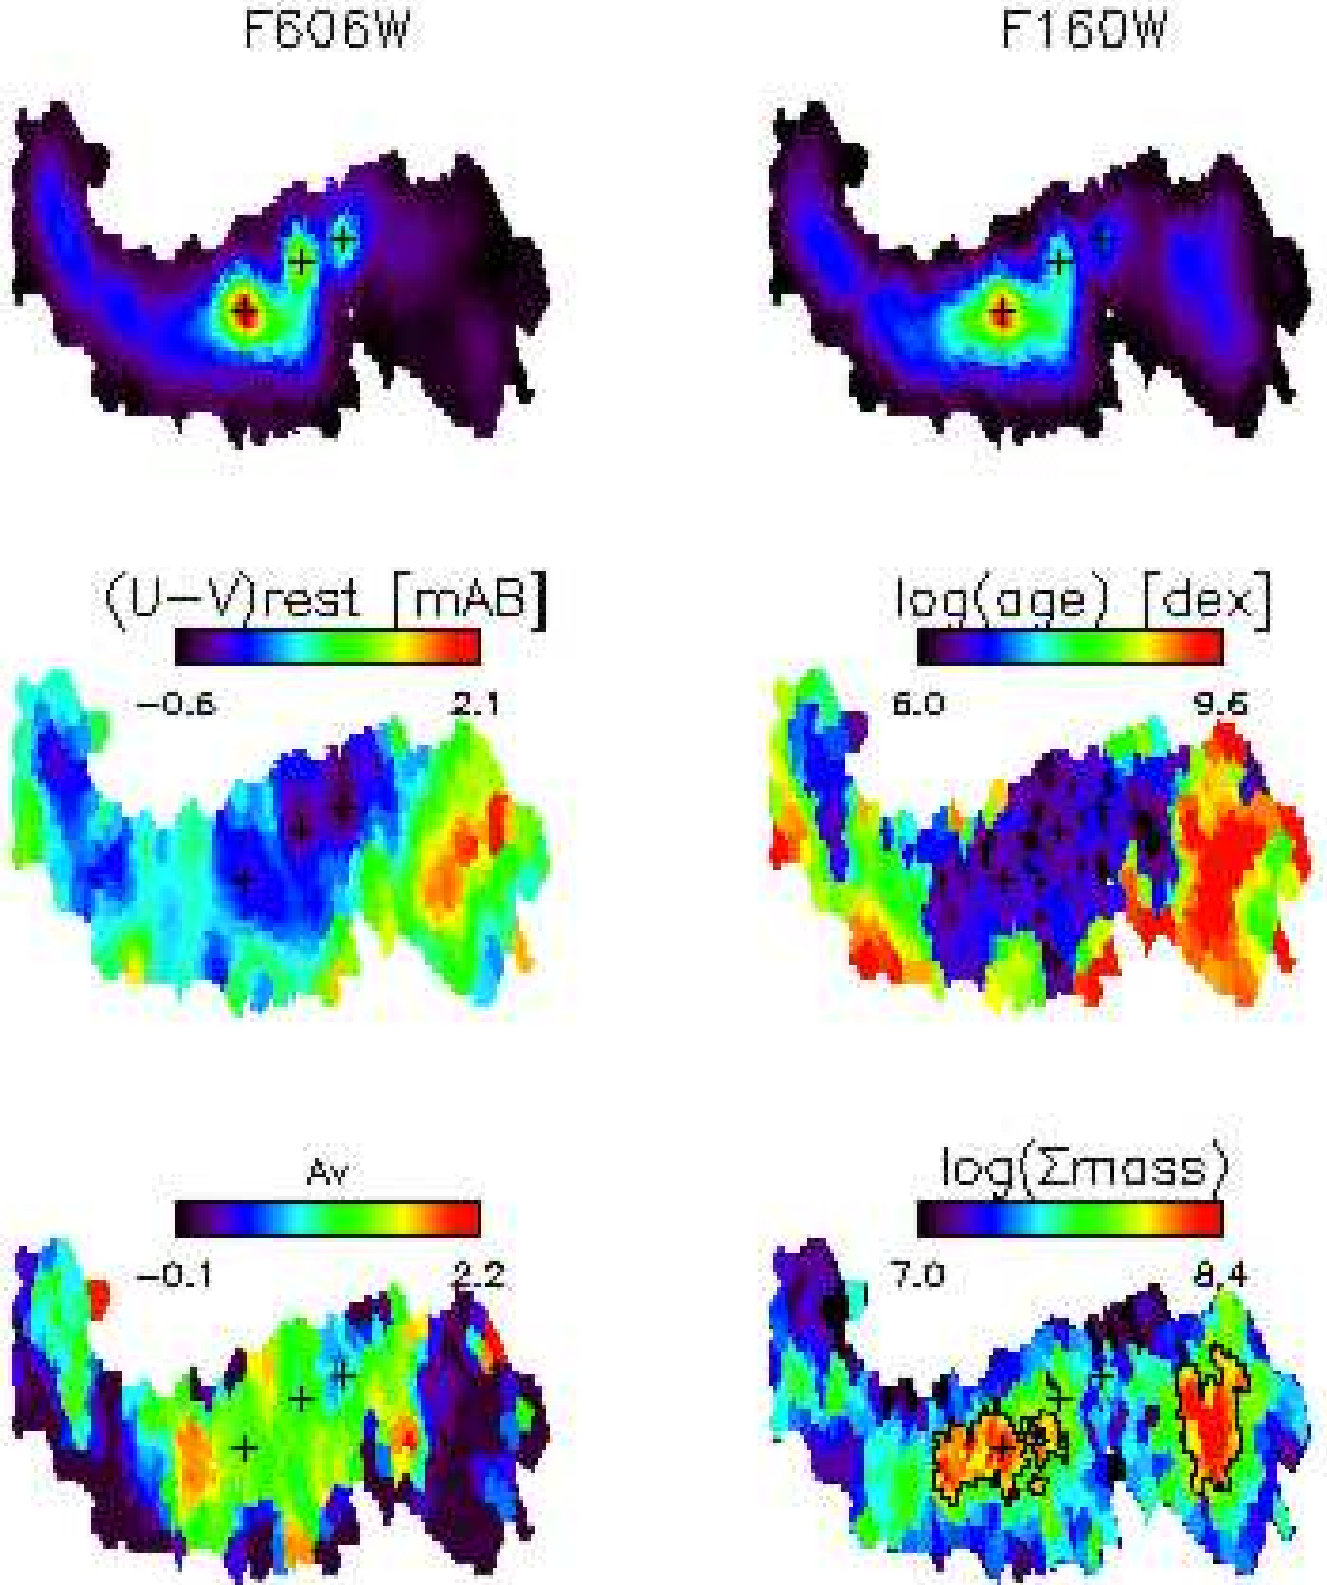 F606W
F160W
(U-V)rest [mAB]
-0.6 2.1
log(age) [dex]
6.0 9.6
Av
-0.1 2.2
log(Σmass)
7.0 8.4